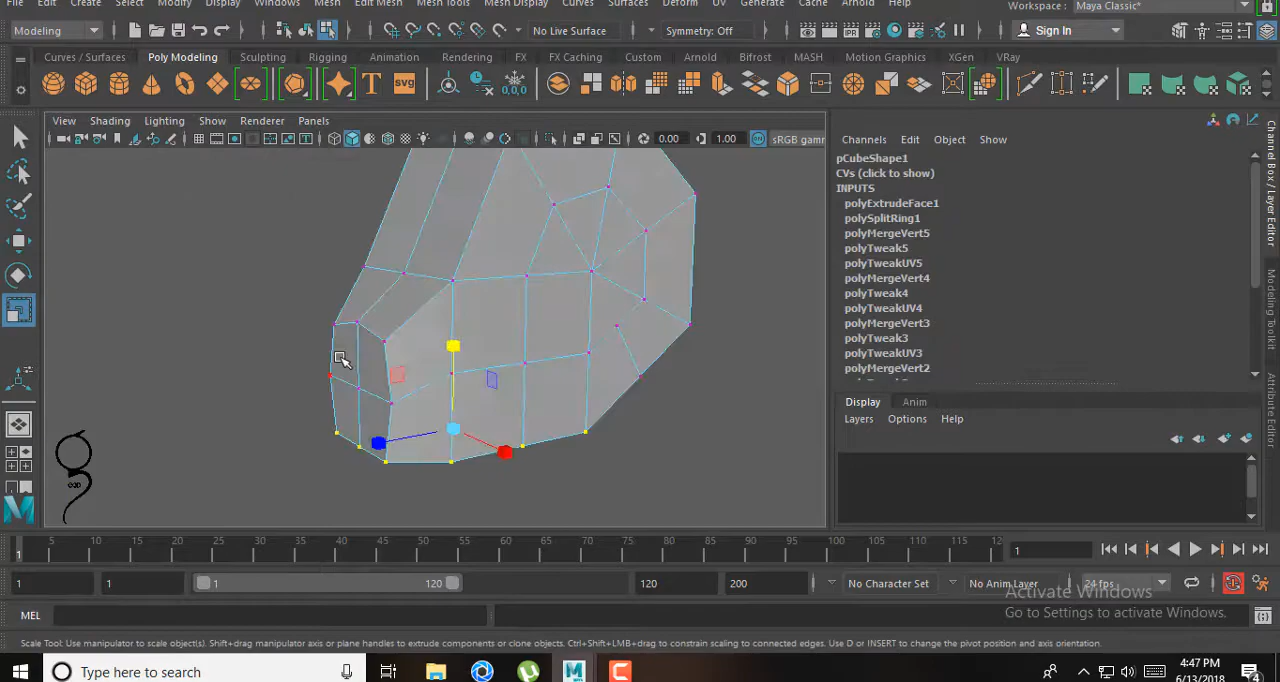 File Edit Create Select Modify Display Windows Mesh Edit Mesh Mesh Tools Mesh Display Curves Surfaces Deform UV Generate Cache Arnold Help
Workspace : Maya Classic*
Modeling No Live Surface Symmetry: Off Sign In
Curves / Surfaces Poly Modeling Sculpting Rigging Animation Rendering FX FX Caching Custom Arnold Bifrost MASH Motion Graphics XGen VRay
T svg 0,0,0
View Shading Lighting Show Renderer Panels
0.00 1.00 ON sRGB gamm
Channels Edit Object Show
pCubeShape1
CVs (click to show)
INPUTS
polyExtrudeFace1
polySplitRing1
polyMergeVert5
polyTweak5
polyTweakUV5
polyMergeVert4
polyTweak4
polyTweakUV4
polyMergeVert3
polyTweak3
polyTweakUV3
polyMergeVert2
Channel Box / Layer Editor
Modeling Toolkit
Attribute Editor
Display Anim
Layers Options Help
1 5 10 15 20 25 30 35 40 45 50 55 60 65 70 75 80 85 90 95 100 105 110 115 12
1
1 1 1 120 120 200 No Character Set No Anim Layer 24 fps
Activate Windows
Go to Settings to activate Windows.
MEL
Scale Tool: Use manipulator to scale object(s). Shift+drag manipulator axis or plane handles to extrude components or clone objects. Ctrl+Shift+LMB+drag to constrain scaling to connected edges. Use D or INSERT to change the pivot position and axis orientation.
Type here to search
4:47 PM
6/13/2018
4